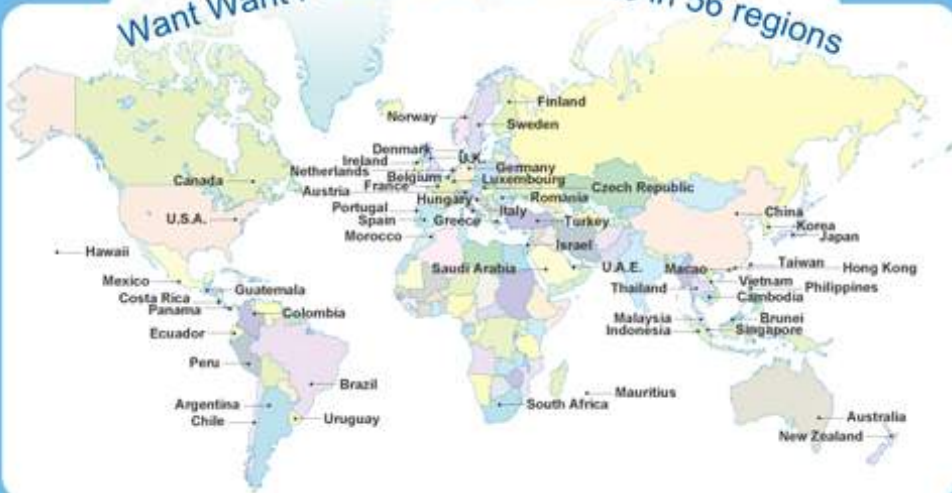 Want Want
in 56 regions
Norway
Finland
Sweden
Denmark
Ireland
U.K.
Netherlands
Germany
Belgium
Luxembourg
Canada
Austria
France
Czech Republic
Hungary
Romania
Portugal
Italy
China
U.S.A.
Spain
Greece
Turkey
Korea
Morocco
Israel
Japan
Hawaii
Taiwan
Saudi Arabia
U.A.E.
Macao
Hong Kong
Mexico
Vietnam
Guatemala
Thailand
Philippines
Costa Rica
Cambodia
Panama
Colombia
Malaysia
Brunei
Ecuador
Indonesia
Singapore
Peru
Brazil
Mauritius
Argentina
South Africa
Chile
Uruguay
Australia
New Zealand